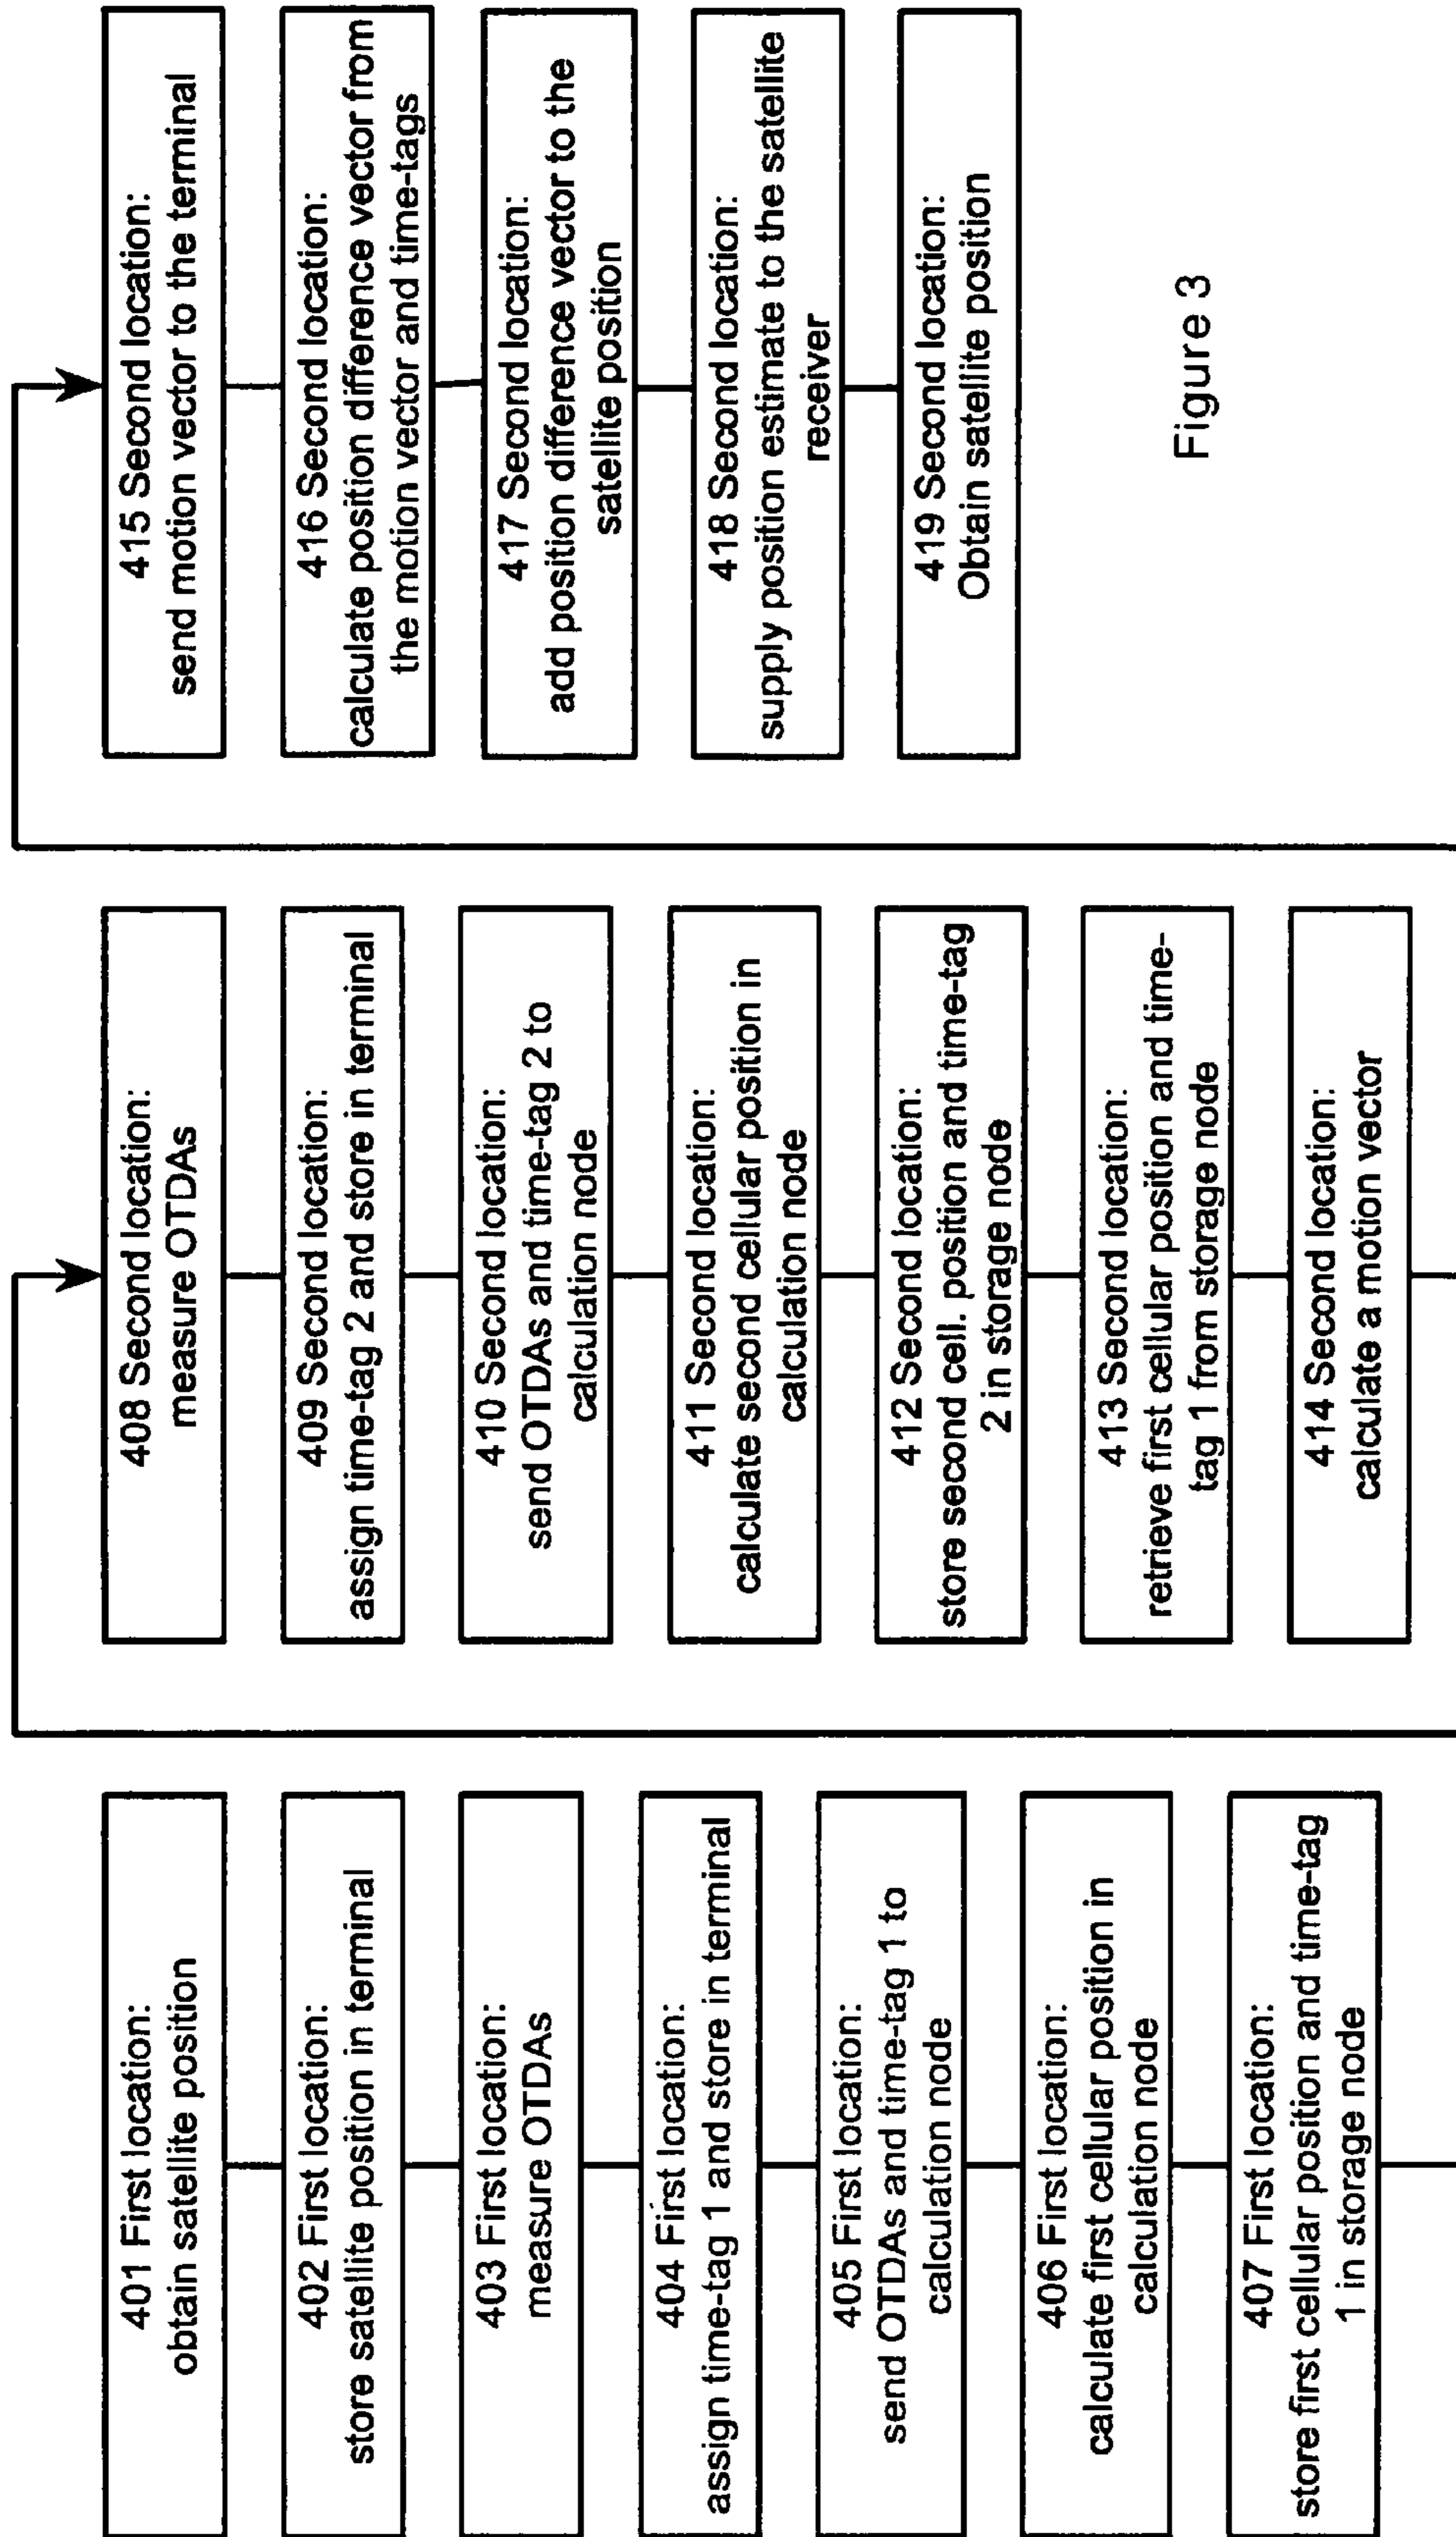 401 First location:
obtain satellite position
402 First location:
store satellite position in terminal
403 First location:
measure OTDAs
404 First location:
assign time-tag 1 and store in terminal
405 First location:
send OTDAs and time-tag 1 to
calculation node
406 First location:
calculate first cellular position in
calculation node
407 First location:
store first cellular position and time-tag
1 in storage node
408 Second location:
measure OTDAs
409 Second location:
assign time-tag 2 and store in terminal
410 Second location:
send OTDAs and time-tag 2 to
calculation node
411 Second location:
calculate second cellular position in
calculation node
412 Second location:
store second cell. position and time-tag
2 in storage node
413 Second location:
retrieve first cellular position and time-
tag 1 from storage node
414 Second location:
calculate a motion vector
415 Second location:
send motion vector to the terminal
416 Second location:
calculate position difference vector from
the motion vector and time-tags
417 Second location:
add position difference vector to the
satellite position
418 Second location:
supply position estimate to the satellite
receiver
419 Second location:
Obtain satellite position
Figure 3